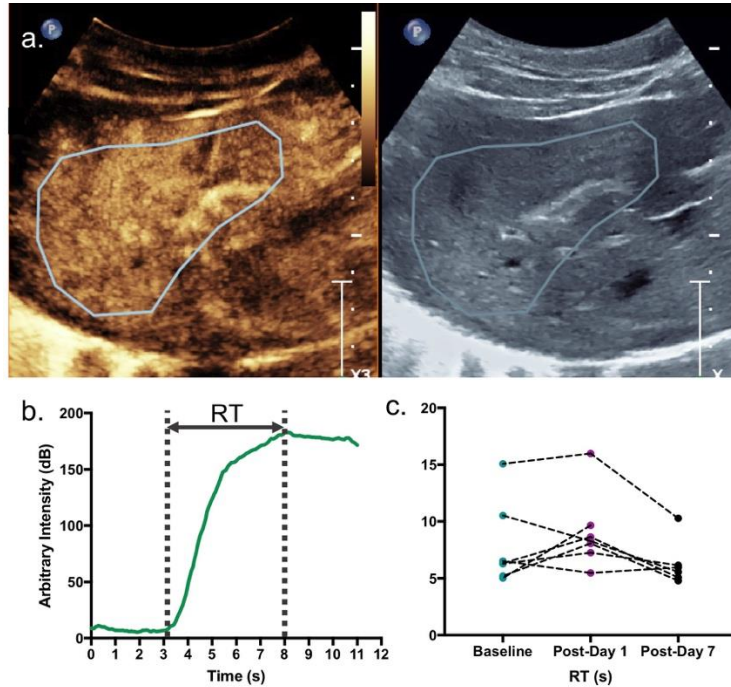 a.
P
P
X3
X
b.
200
150
100
50
0
RT
Arbitrary Intensity (dB)
0 1 2 3 4 5 6 7 8 9 10 11 12
Time (s)
c.
20
15
10
5
0
Baseline Post-Day 1 Post-Day 7
RT (s)